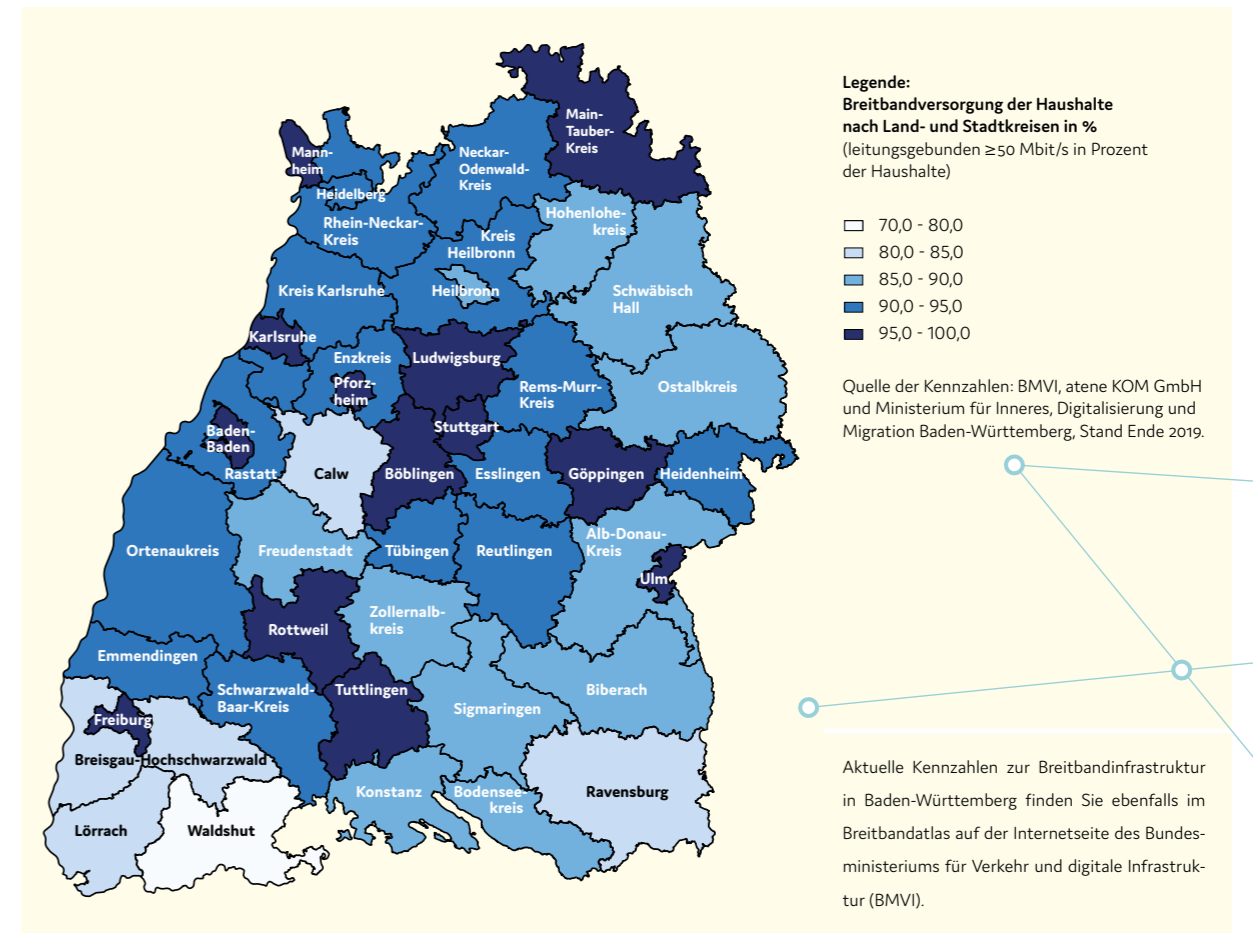 Main-
Tauber-
Kreis
Mann-
heim
Neckar-
Odenwald-
Kreis
Heidelberg
Hohenlohe-
kreis
Rhein-Neckar-
Kreis
Kreis
Heilbronn
Kreis Karlsruhe
Heilbronn
Schwäbisch
Hall
Karlsruhe
Enzkreis
Ludwigsburg
Pforz-
heim
Rems-Murr-
Kreis
Ostalbkreis
Baden-
Baden
Stuttgart
Rastatt
Calw
Böblingen
Esslingen
Göppingen
Heidenheim
Ortenaukreis
Freudenstadt
Tübingen
Reutlingen
Alb-Donau-
Kreis
Ulm
Rottweil
Zollernalb-
kreis
Emmendingen
Schwarzwald-
Baar-Kreis
Tuttlingen
Sigmaringen
Biberach
Freiburg
Breisgau-Hochschwarzwald
Konstanz
Bodensee-
kreis
Ravensburg
Lörrach
Waldshut
Legende:
Breitbandversorgung der Haushalte
nach Land- und Stadtkreisen in %
(leitungsgebunden ≥50 Mbit/s in Prozent
der Haushalte)
70,0 - 80,0
80,0 - 85,0
85,0 - 90,0
90,0 - 95,0
95,0 - 100,0
Quelle der Kennzahlen: BMVI, atene KOM GmbH
und Ministerium für Inneres, Digitalisierung und
Migration Baden-Württemberg, Stand Ende 2019.
Aktuelle Kennzahlen zur Breitbandinfrastruktur
in Baden-Württemberg finden Sie ebenfalls im
Breitbandatlas auf der Internetseite des Bundes-
ministeriums für Verkehr und digitale Infrastruk-
tur (BMVI).